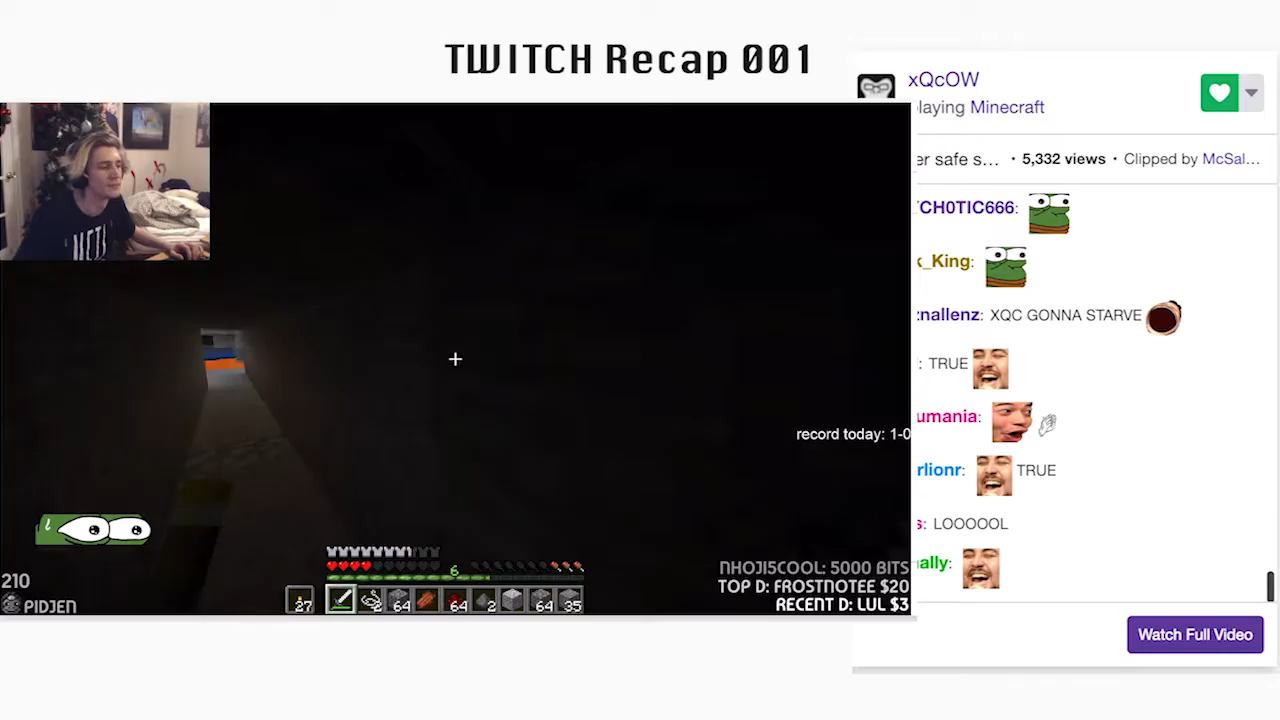 TWITCH Recap 001
xQcOW
laying Minecraft
er safe s... · 5,332 views · Clipped by McSal...
CH0TIC666:
k_King:
nallenz: XQC GONNA STARVE
: TRUE
umania:
rlionr: TRUE
s: LOOOOOL
ally:
record today: 1-0
6
NHOJI5COOL: 5000 BITS
TOP D: FROSTNOTEE $20
RECENT D: LUL $3
210
PIDJEN
27
2
64
64
2
64
35
Watch Full Video